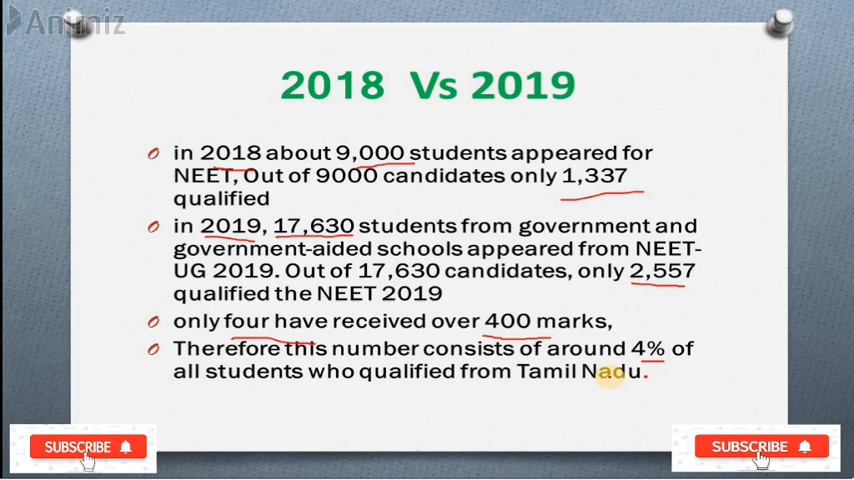 Animiz
2018 Vs 2019
in 2018 about 9,000 students appeared for
NEET, Out of 9000 candidates only 1,337
qualified
in 2019, 17,630 students from government and
government-aided schools appeared from NEET-
UG 2019. Out of 17,630 candidates, only 2,557
qualified the NEET 2019
only four have received over 400 marks,
Therefore this number consists of around 4% of
all students who qualified from Tamil Nadu.
SUBSCRIBE
SUBSCRIBE